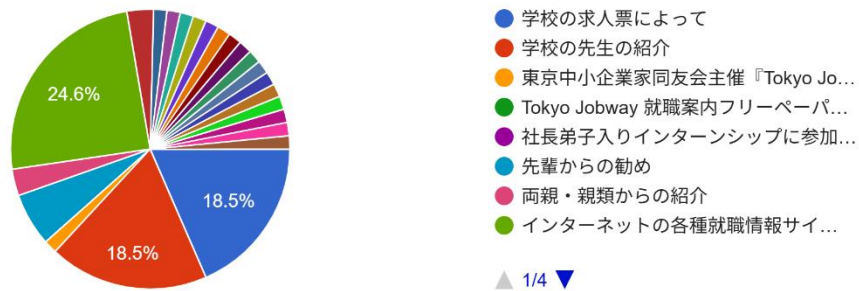 24.6%
18.5%
18.5%
学校の求人票によって
学校の先生の紹介
東京中小企業家同友会主催『Tokyo Jo…
Tokyo Jobway 就職案内フリーペーパ…
社長弟子入りインターンシップに参加…
先輩からの勧め
両親・親類からの紹介
インターネットの各種就職情報サイ…
1/4